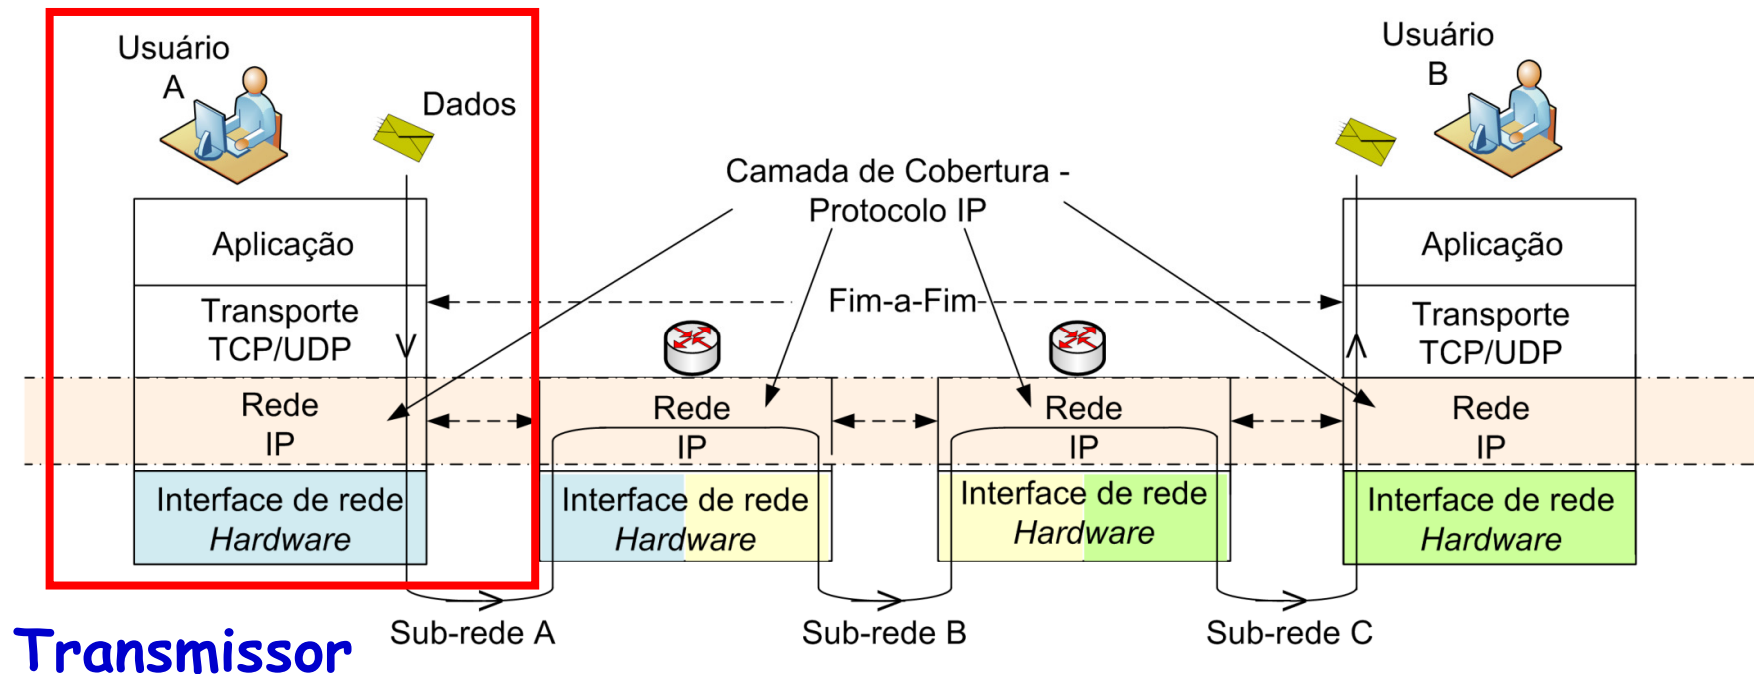 Usuário
A
Dados
Usuário
B
Camada de Cobertura -
Protocolo IP
Aplicação
Transporte
TCP/UDP
Rede
IP
Interface de rede
Hardware
Fim-a-Fim
Rede
IP
Interface de rede
Hardware
Rede
IP
Interface de rede
Hardware
Aplicação
Transporte
TCP/UDP
Rede
IP
Interface de rede
Hardware
Sub-rede A
Sub-rede B
Sub-rede C
Transmissor